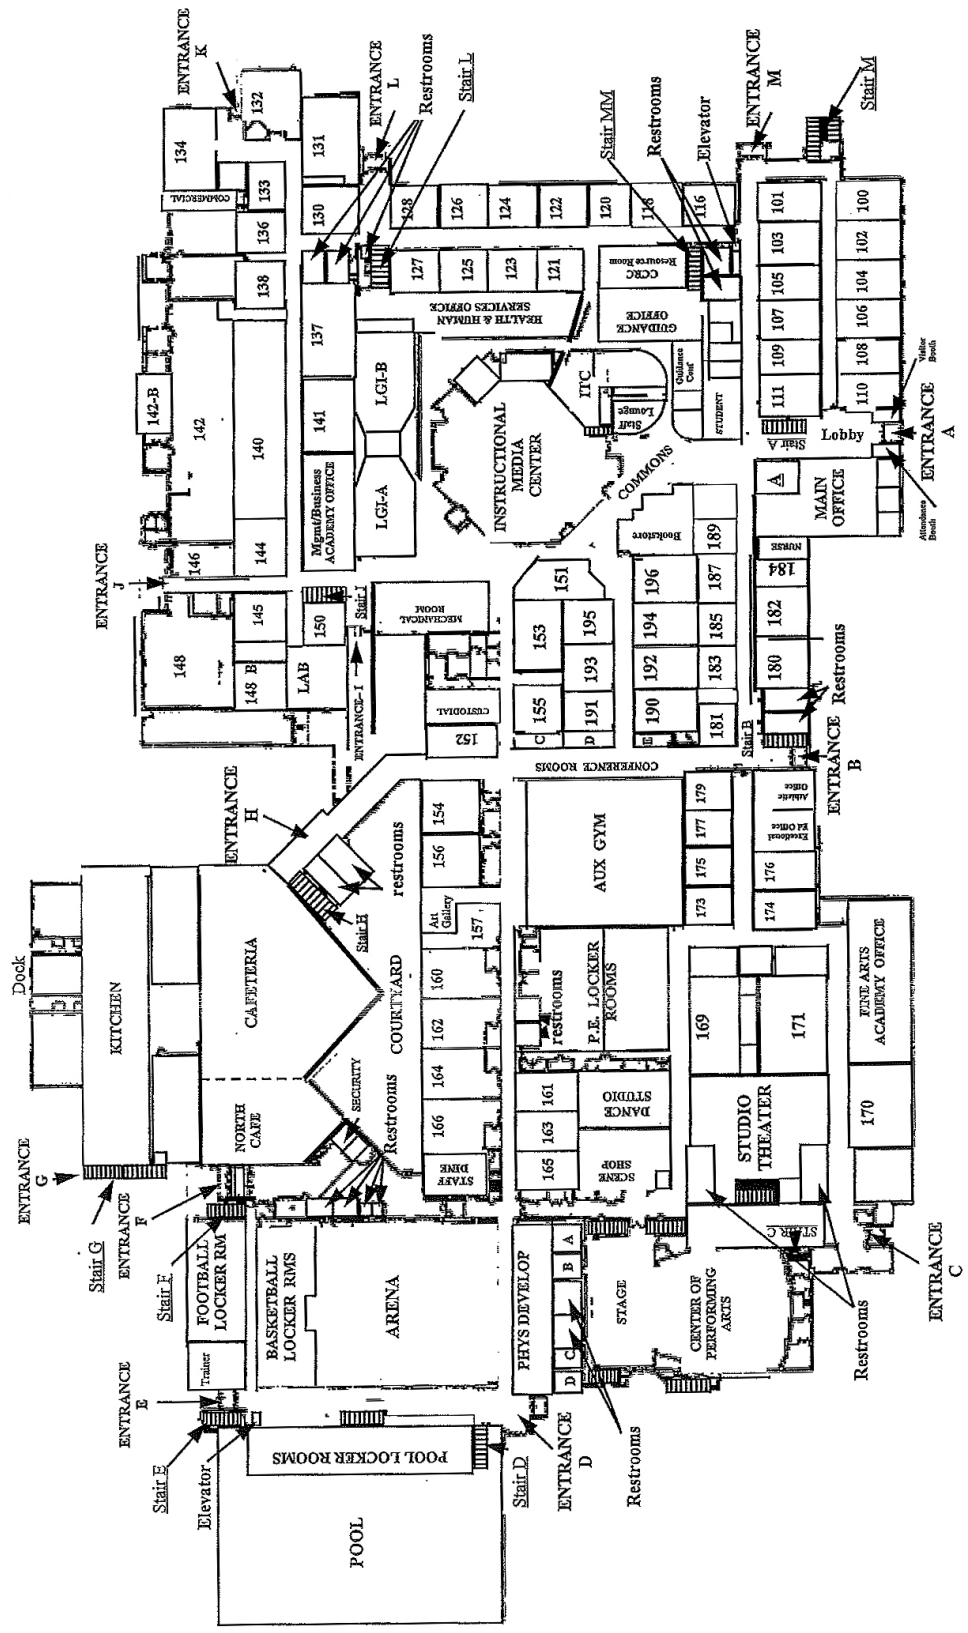 ENTRANCE
K
134
132
COMMERCIAL
133
131
ENTRANCE
L
Restrooms
Stair L
136
130
128
126
124
122
120
118
116
Stair MM
Restrooms
Elevator
ENTRANCE
M
Stair M
138
137
127
125
123
121
HEALTH & HUMAN
SERVICES OFFICE
CCRC
Resource Room
GUIDANCE
OFFICE
101
100
103
102
105
104
107
106
109
108
111
110
142-B
142
140
141
LGI-B
LGI-A
Mgmt/Business
ACADEMY OFFICE
INSTRUCTIONAL
MEDIA
CENTER
ITC
Staff
Lounge
Guidance
Conf
STUDENT
COMMONS
Stair A
Lobby
Visitor
Booth
ENTRANCE
A
Attendance
Booth
A
MAIN
OFFICE
NURSE
ENTRANCE
J
146
144
148
145
150
Stair J
148 B
LAB
ENTRANCE-I
MECHANICAL
ROOM
CUSTODIAL
152
151
153
195
193
155
191
C
D
E
Bookstore
189
196
187
194
185
192
183
190
181
184
182
180
Restrooms
Stair B
ENTRANCE
B
CONFERENCE ROOMS
ENTRANCE
H
restrooms
Stair H
154
156
Art
Gallery
157
160
162
164
166
STAFF
DINE
AUX GYM
179
177
175
173
Athletic
Office
Exceptional
Ed Office
176
174
Dock
KITCHEN
CAFETERIA
COURTYARD
NORTH
CAFE
SECURITY
Restrooms
restrooms
P.E. LOCKER
ROOMS
161
163
165
DANCE
STUDIO
SCENE
SHOP
169
171
STUDIO
THEATER
FINE ARTS
ACADEMY OFFICE
170
ENTRANCE
G
Stair G
ENTRANCE
F
Stair F
FOOTBALL
LOCKER RM
BASKETBALL
LOCKER RMS
ARENA
Trainer
PHYS DEVELOP
A
B
C
D
STAGE
CENTER OF
PERFORMING
ARTS
STAIR C
ENTRANCE
C
Restrooms
ENTRANCE
E
Stair E
Elevator
POOL LOCKER ROOMS
Stair D
ENTRANCE
D
Restrooms
POOL